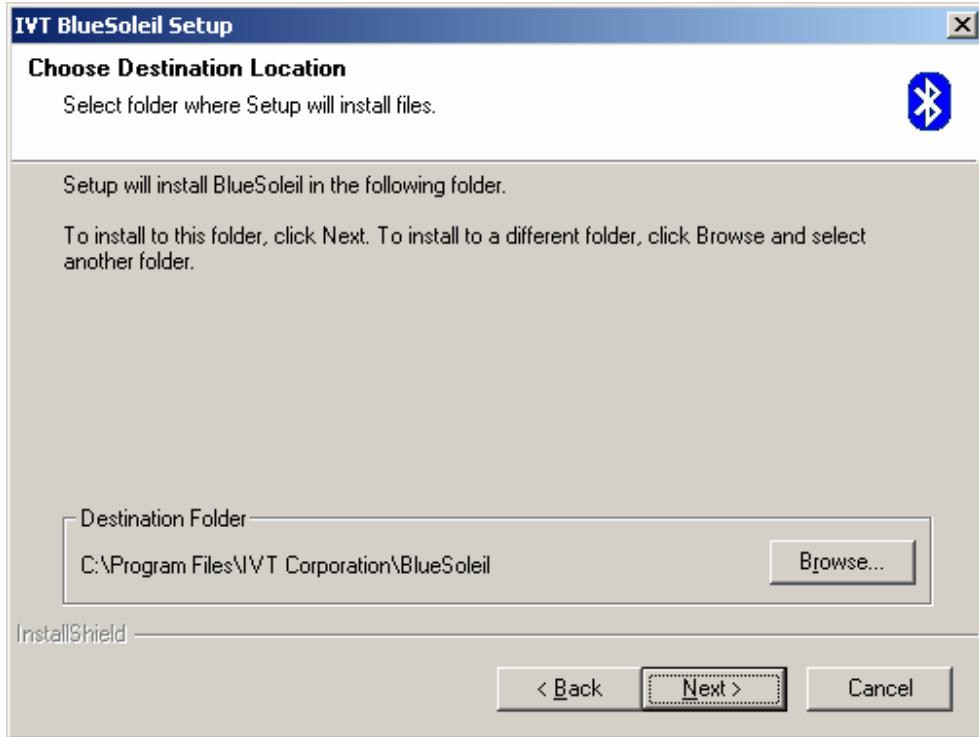 IVT BlueSoleil Setup
Choose Destination Location
Select folder where Setup will install files.
Setup will install BlueSoleil in the following folder.
To install to this folder, click Next. To install to a different folder, click Browse and select
another folder.
Destination Folder
C:\Program Files\IVT Corporation\BlueSoleil
Browse...
InstallShield
< Back
Next >
Cancel